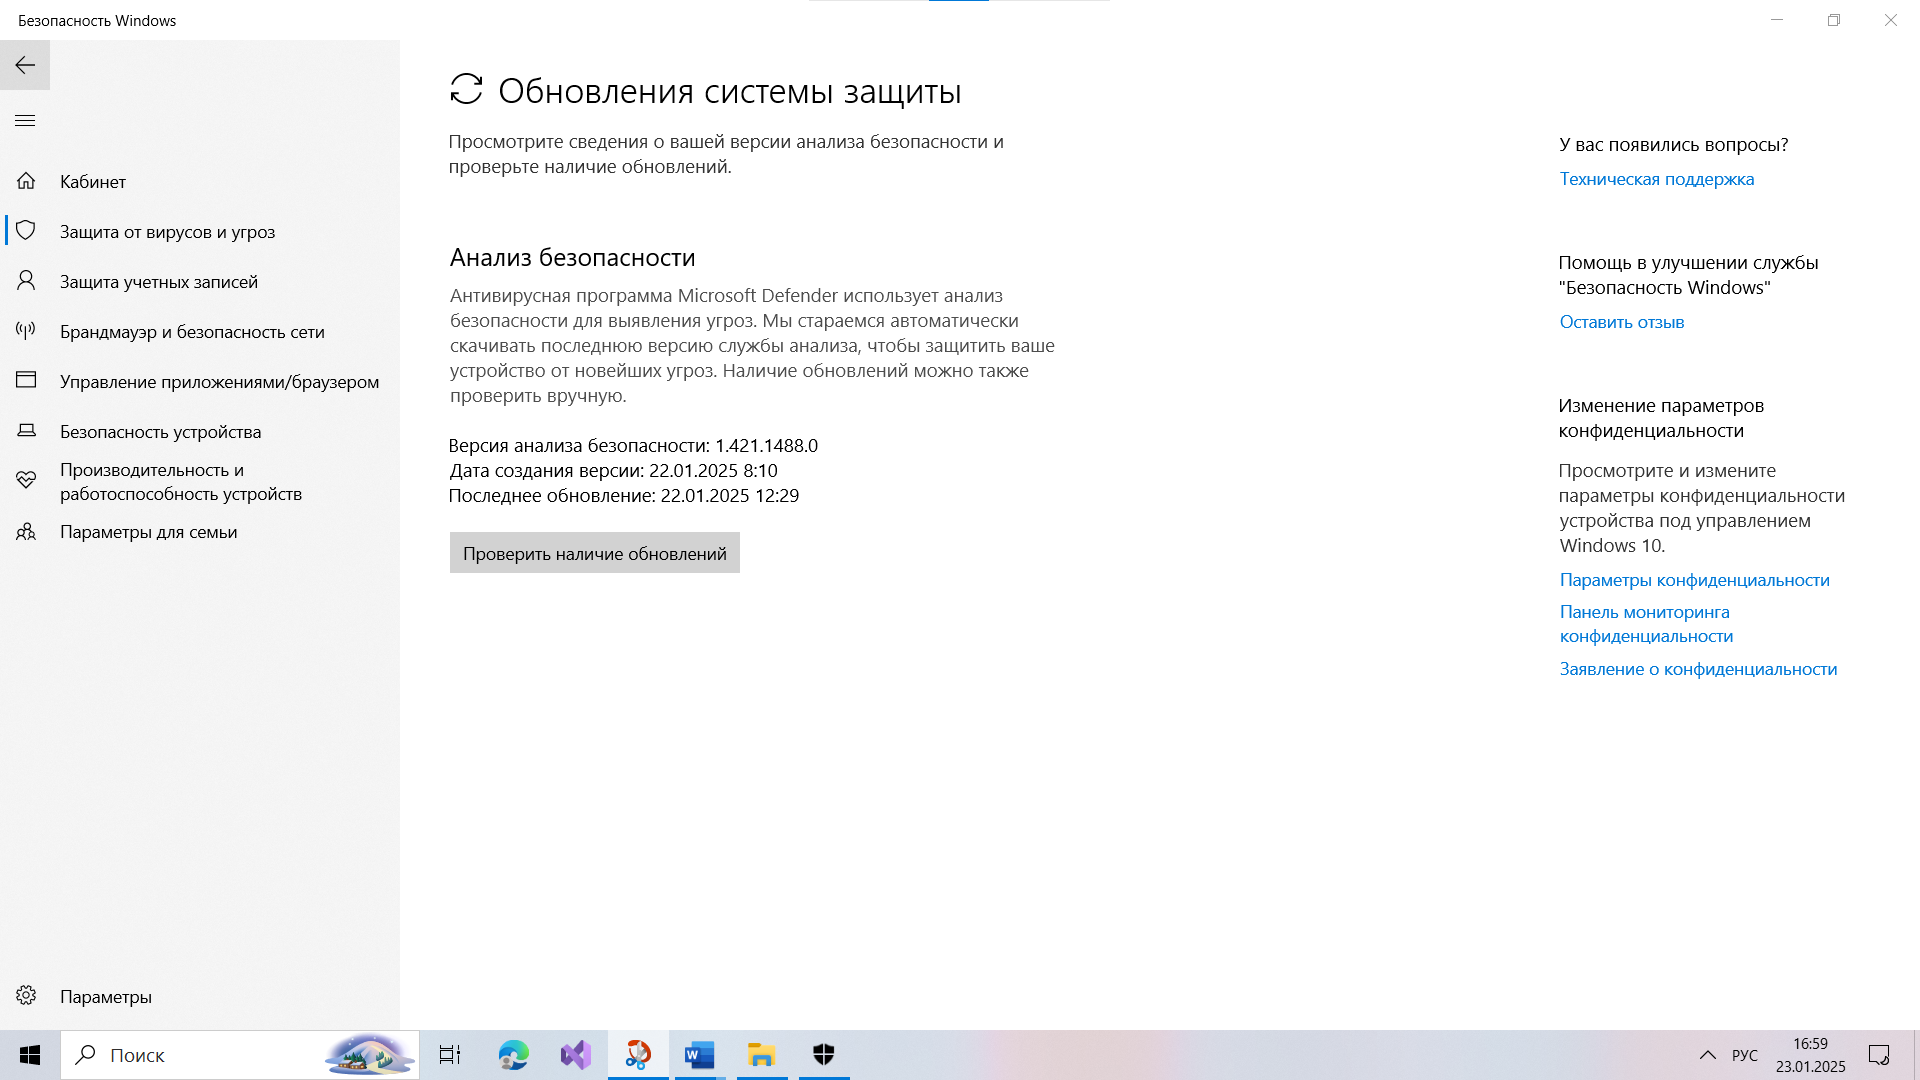 Безопасность Windows
Кабинет
Защита от вирусов и угроз
Защита учетных записей
Брандмауэр и безопасность сети
Управление приложениями/браузером
Безопасность устройства
Производительность и
работоспособность устройств
Параметры для семьи
Параметры
Обновления системы защиты
Просмотрите сведения о вашей версии анализа безопасности и
проверьте наличие обновлений.
Анализ безопасности
Антивирусная программа Microsoft Defender использует анализ
безопасности для выявления угроз. Мы стараемся автоматически
скачивать последнюю версию службы анализа, чтобы защитить ваше
устройство от новейших угроз. Наличие обновлений можно также
проверить вручную.
Версия анализа безопасности: 1.421.1488.0
Дата создания версии: 22.01.2025 8:10
Последнее обновление: 22.01.2025 12:29
Проверить наличие обновлений
У вас появились вопросы?
Техническая поддержка
Помощь в улучшении службы
"Безопасность Windows"
Оставить отзыв
Изменение параметров
конфиденциальности
Просмотрите и измените
параметры конфиденциальности
устройства под управлением
Windows 10.
Параметры конфиденциальности
Панель мониторинга
конфиденциальности
Заявление о конфиденциальности
Поиск
W
РУС
16:59
23.01.2025